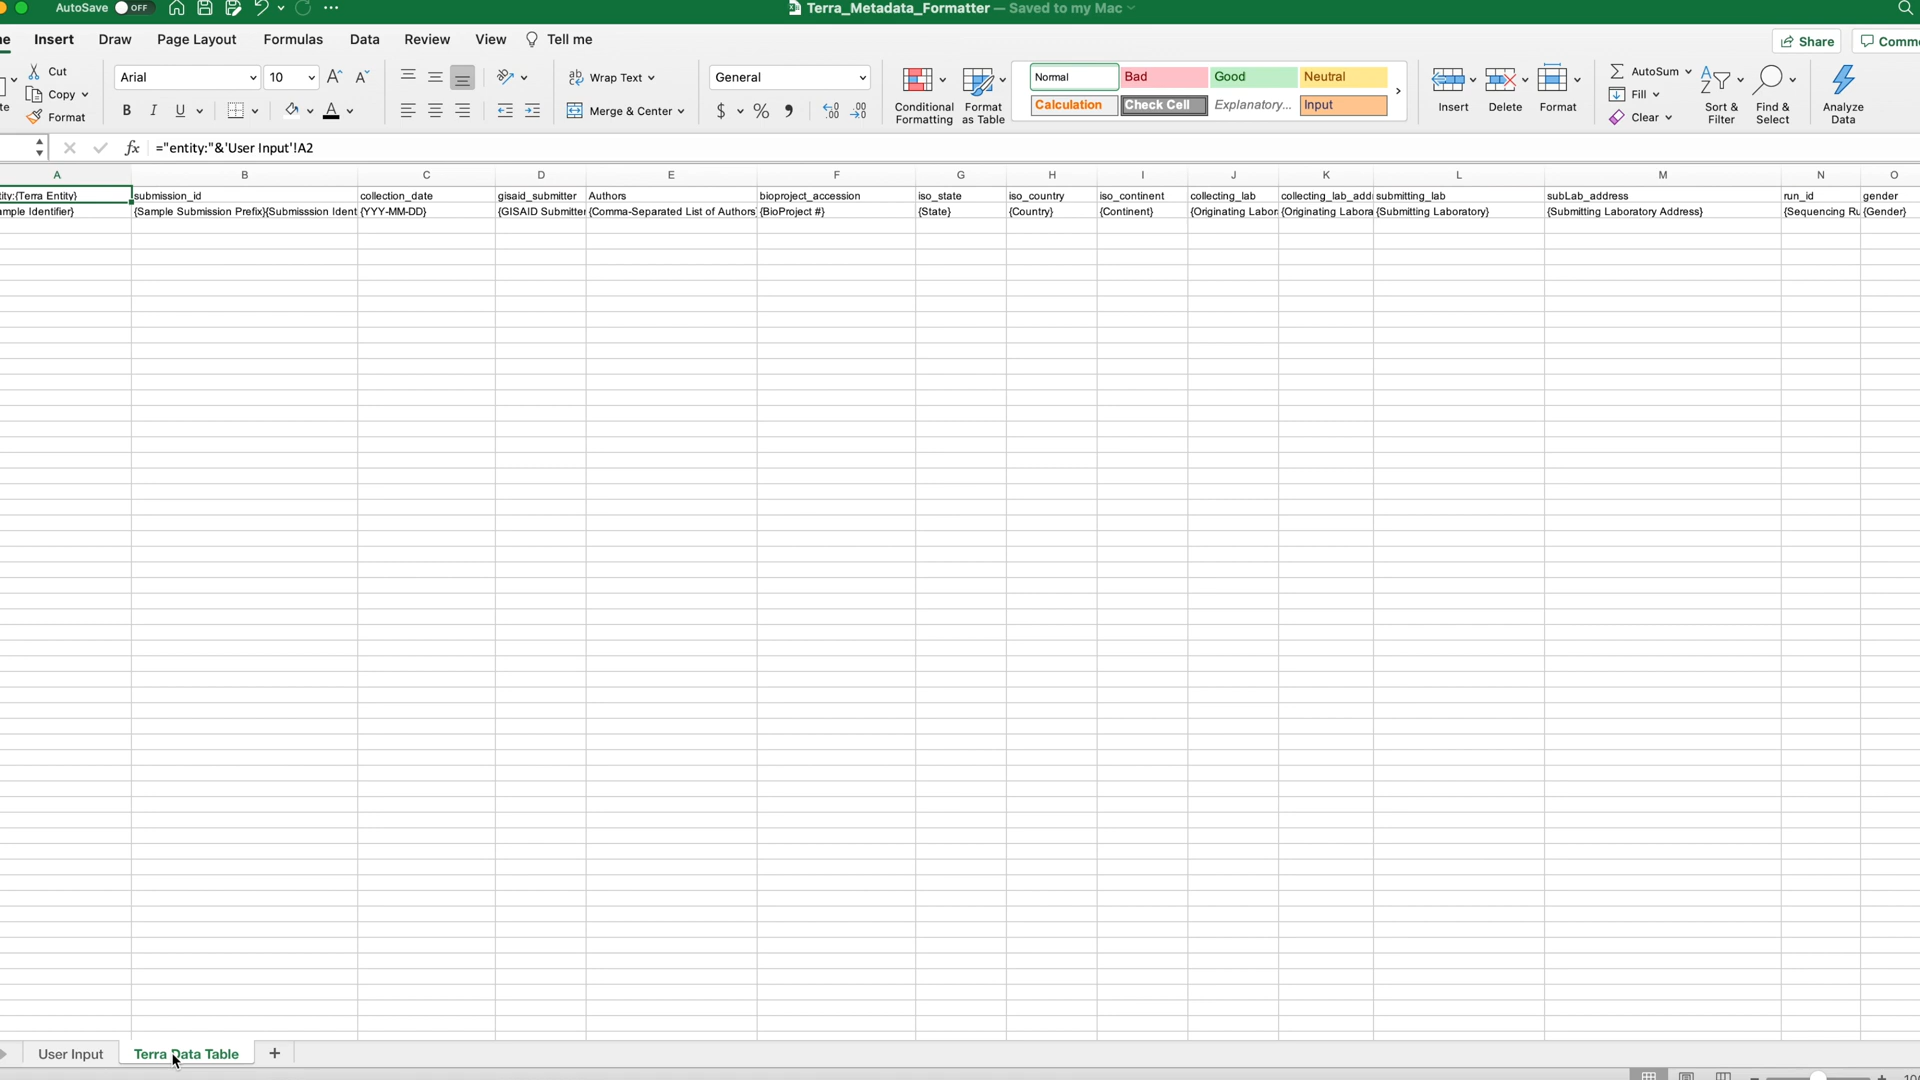 AutoSave OFF
Terra_Metadata_Formatter — Saved to my Mac
Insert Draw Page Layout Formulas Data Review View Tell me
Share
Cut
Copy
Format
Arial
10
B I U
Wrap Text
Merge & Center
General
$ %
Conditional Formatting
Format as Table
Normal Bad Good Neutral
Calculation Check Cell Explanatory... Input
Insert
Delete
Format
AutoSum
Fill
Clear
Sort & Filter
Find & Select
Analyze Data
fx ="entity:"&'User Input'!A2
A B C D E F G H I J K L M N O
tity:{Terra Entity} submission_id collection_date gisaid_submitter Authors bioproject_accession iso_state iso_country iso_continent collecting_lab collecting_lab_add submitting_lab subLab_address run_id gender
ample Identifier} {Sample Submission Prefix}{Submisssion Ident {YYY-MM-DD} {GISAID Submitter {Comma-Separated List of Authors {BioProject #} {State} {Country} {Continent} {Originating Labor {Originating Labora {Submitting Laboratory} {Submitting Laboratory Address} {Sequencing Ru {Gender}
User Input
Terra Data Table